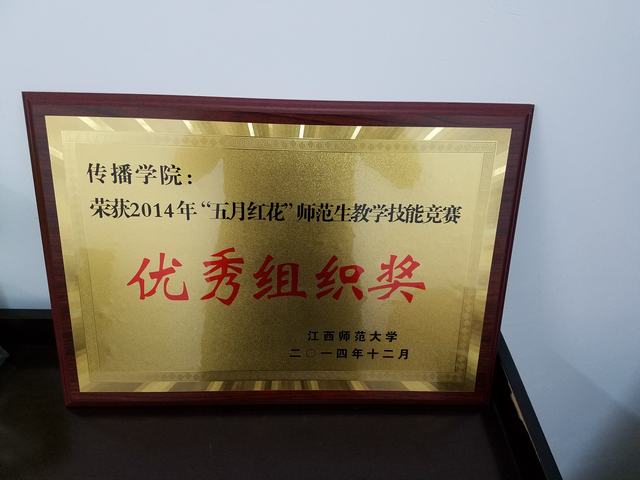 传播学院：
荣获2014年“五月红花”师范生教学技能竞赛
优秀组织奖
江西师范大学
二〇一四年十二月